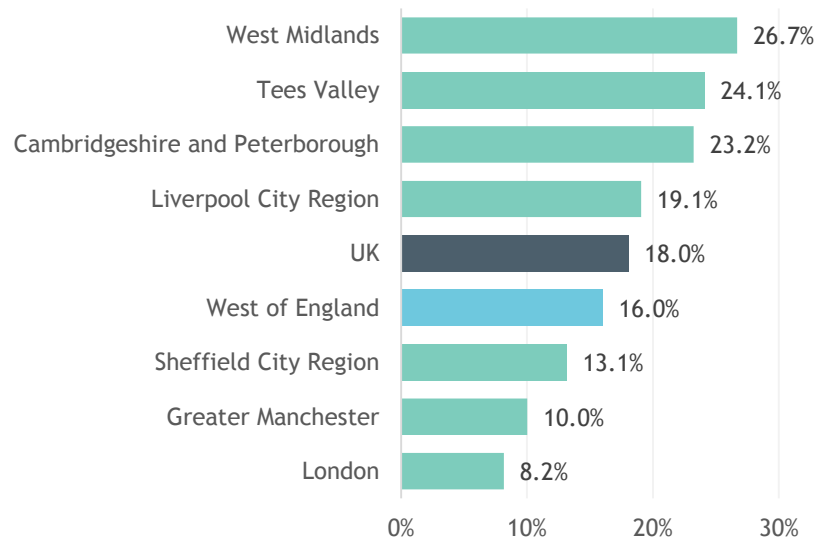 West Midlands 26.7%
Tees Valley 24.1%
Cambridgeshire and Peterborough 23.2%
Liverpool City Region 19.1%
UK 18.0%
West of England 16.0%
Sheffield City Region 13.1%
Greater Manchester 10.0%
London 8.2%
0% 10% 20% 30%